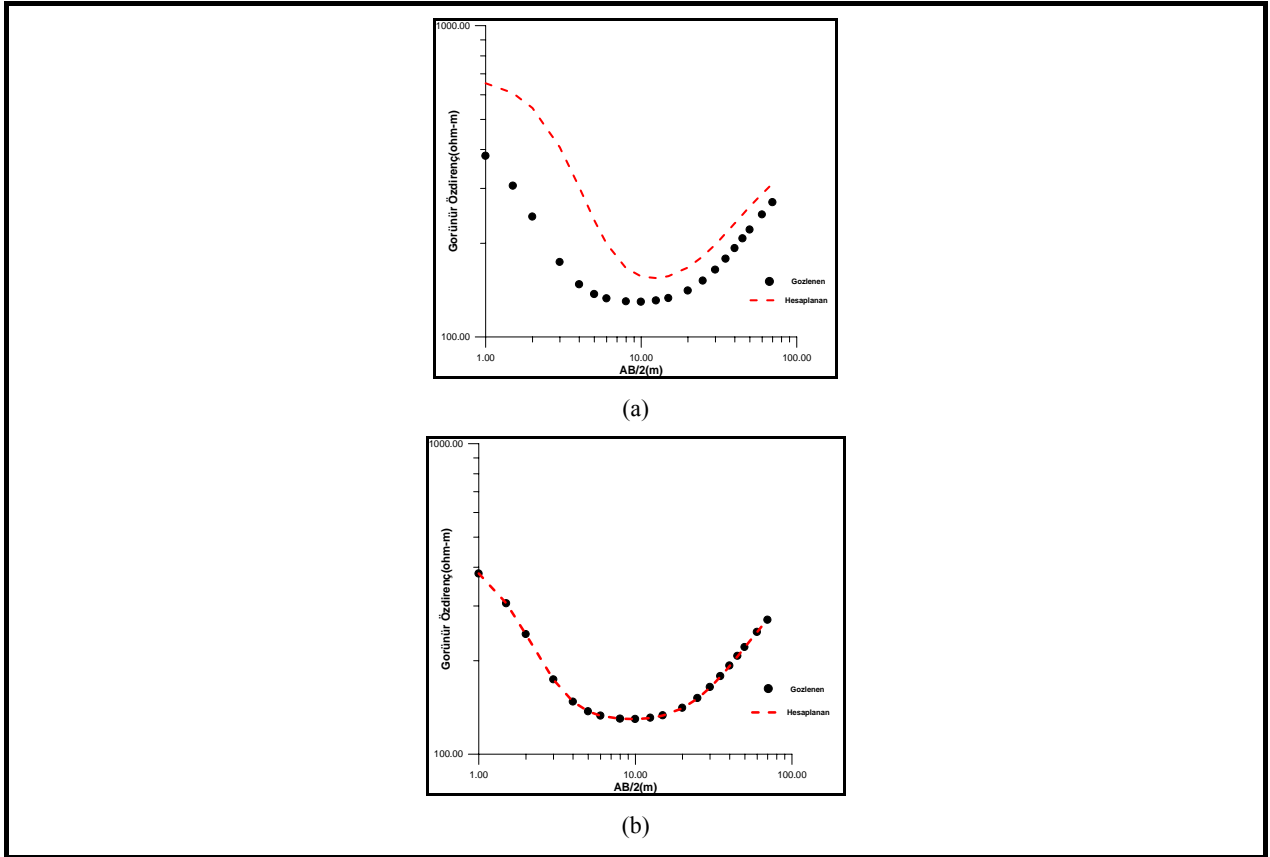 1000.00
Gorünür Özdirenç(ohm-m)
Gozlenen
Hesaplanan
100.00
1.00
10.00
100.00
AB/2(m)
(a)
1000.00
Gorünür Özdirenç(ohm-m)
Gozlenen
Hesaplanan
100.00
1.00
10.00
100.00
AB/2(m)
(b)